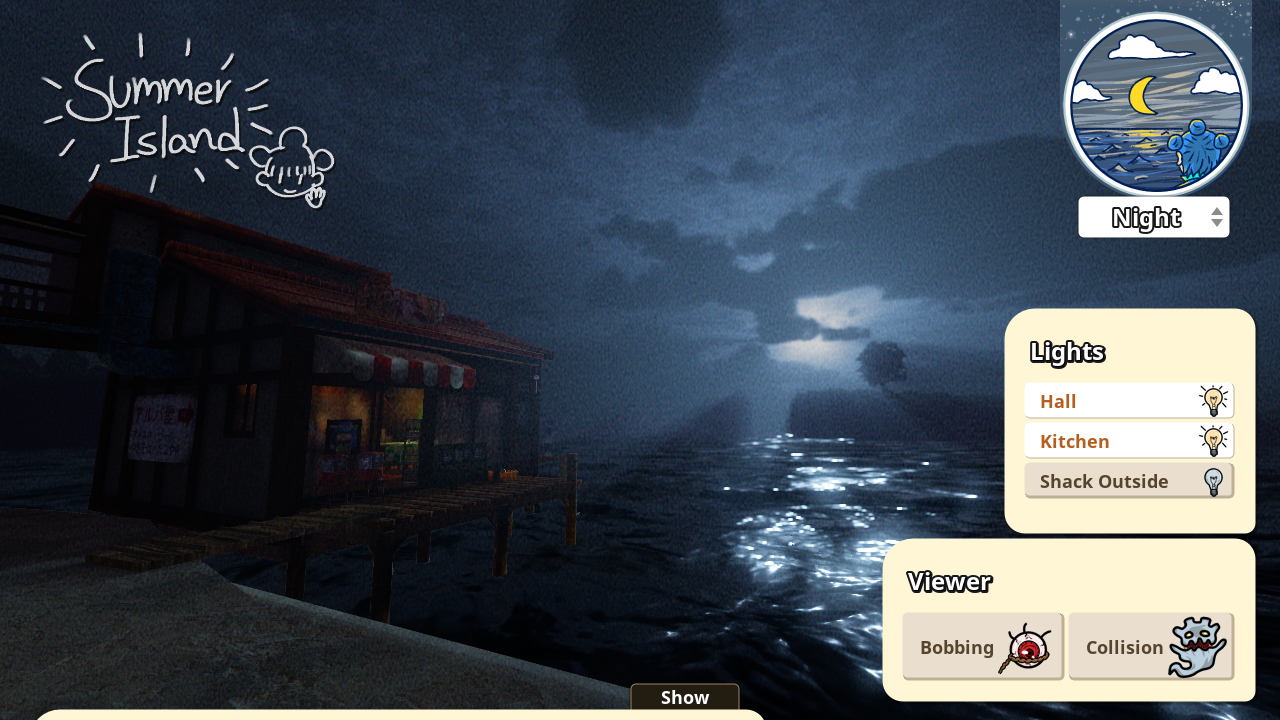 Summer
Island
Night
Lights
Hall
Kitchen
Shack Outside
Viewer
Bobbing
Collision
Show